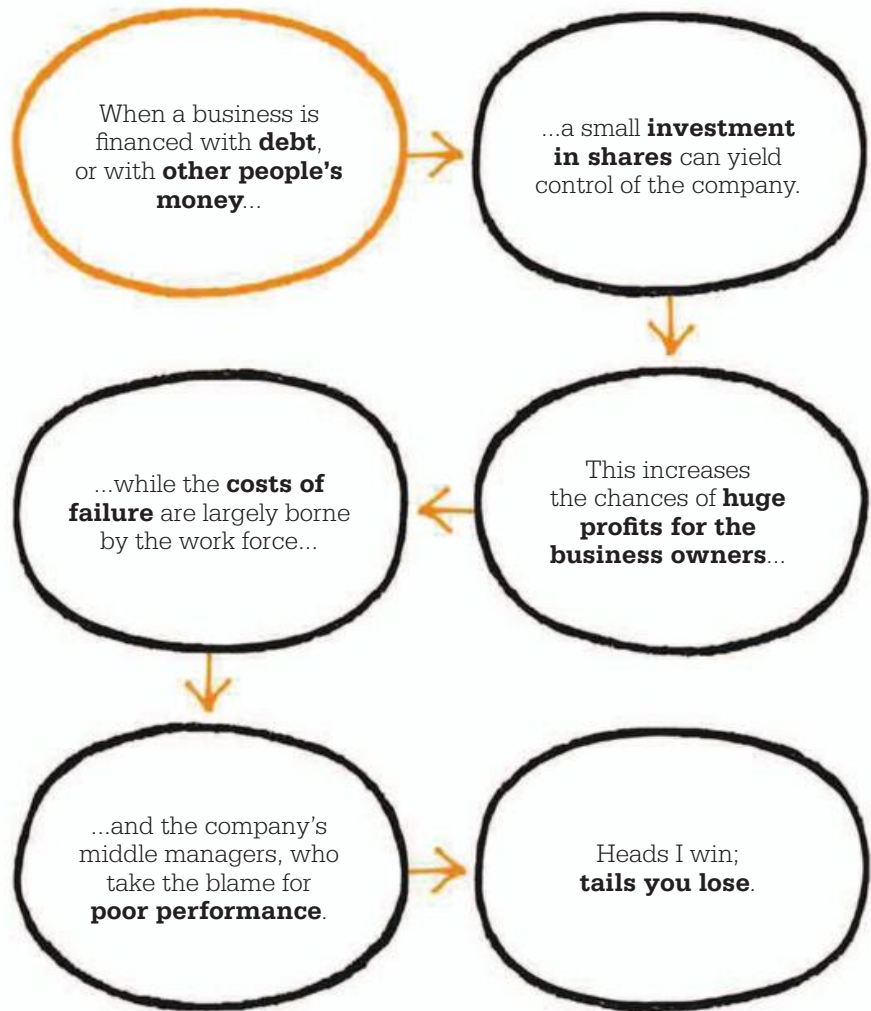 When a business is
financed with debt,
or with other people's
money...
...a small investment
in shares can yield
control of the company.
This increases
the chances of huge
profits for the
business owners...
...while the costs of
failure are largely borne
by the work force...
...and the company’s
middle managers, who
take the blame for
poor performance.
Heads I win;
tails you lose.